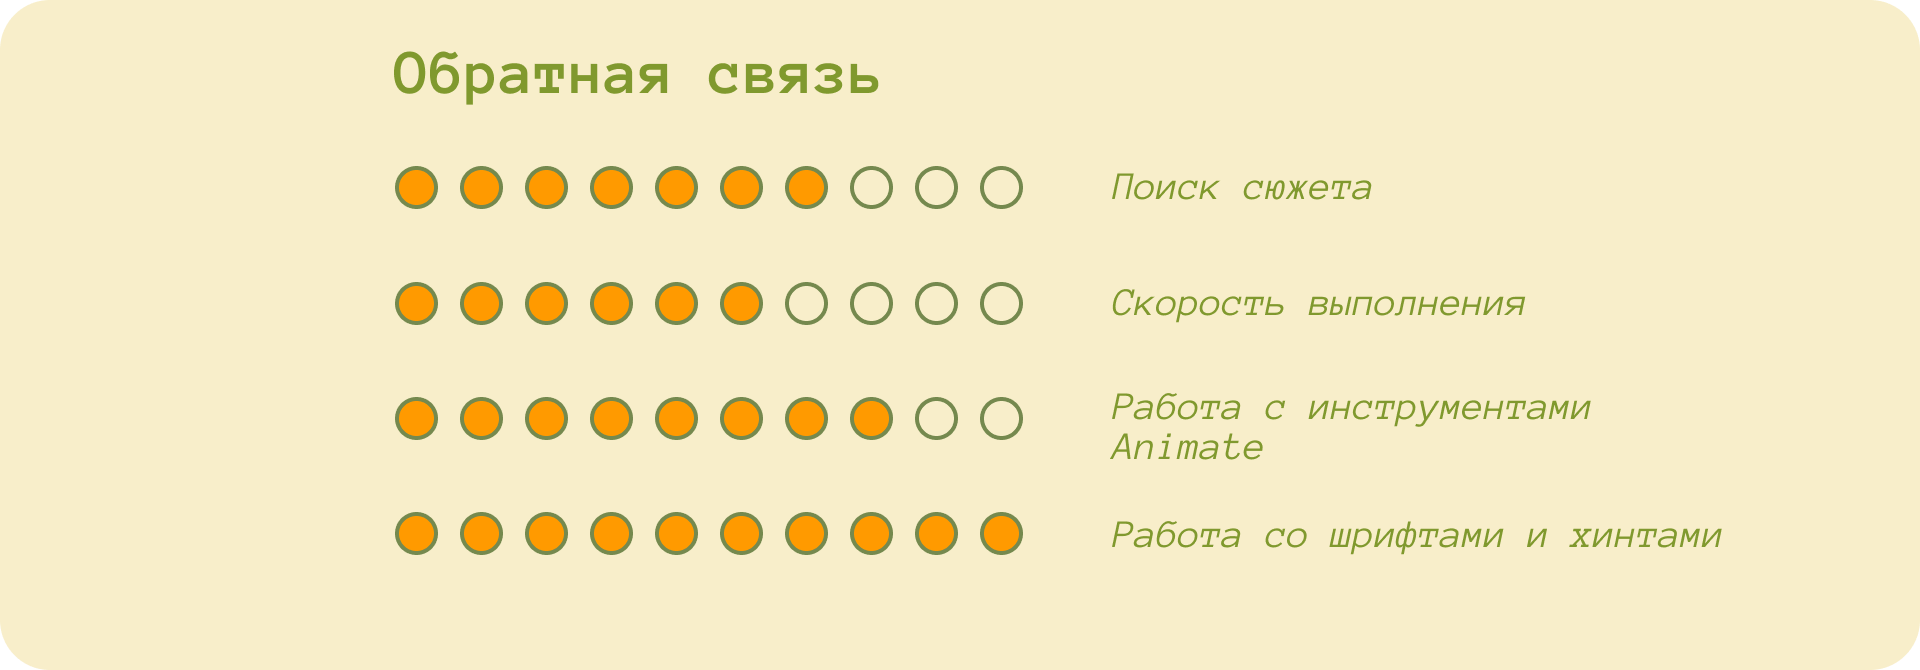 Обратная связь
Поиск сюжета
Скорость выполнения
Работа с инструментами
Animate
Работа со шрифтами и хинтами